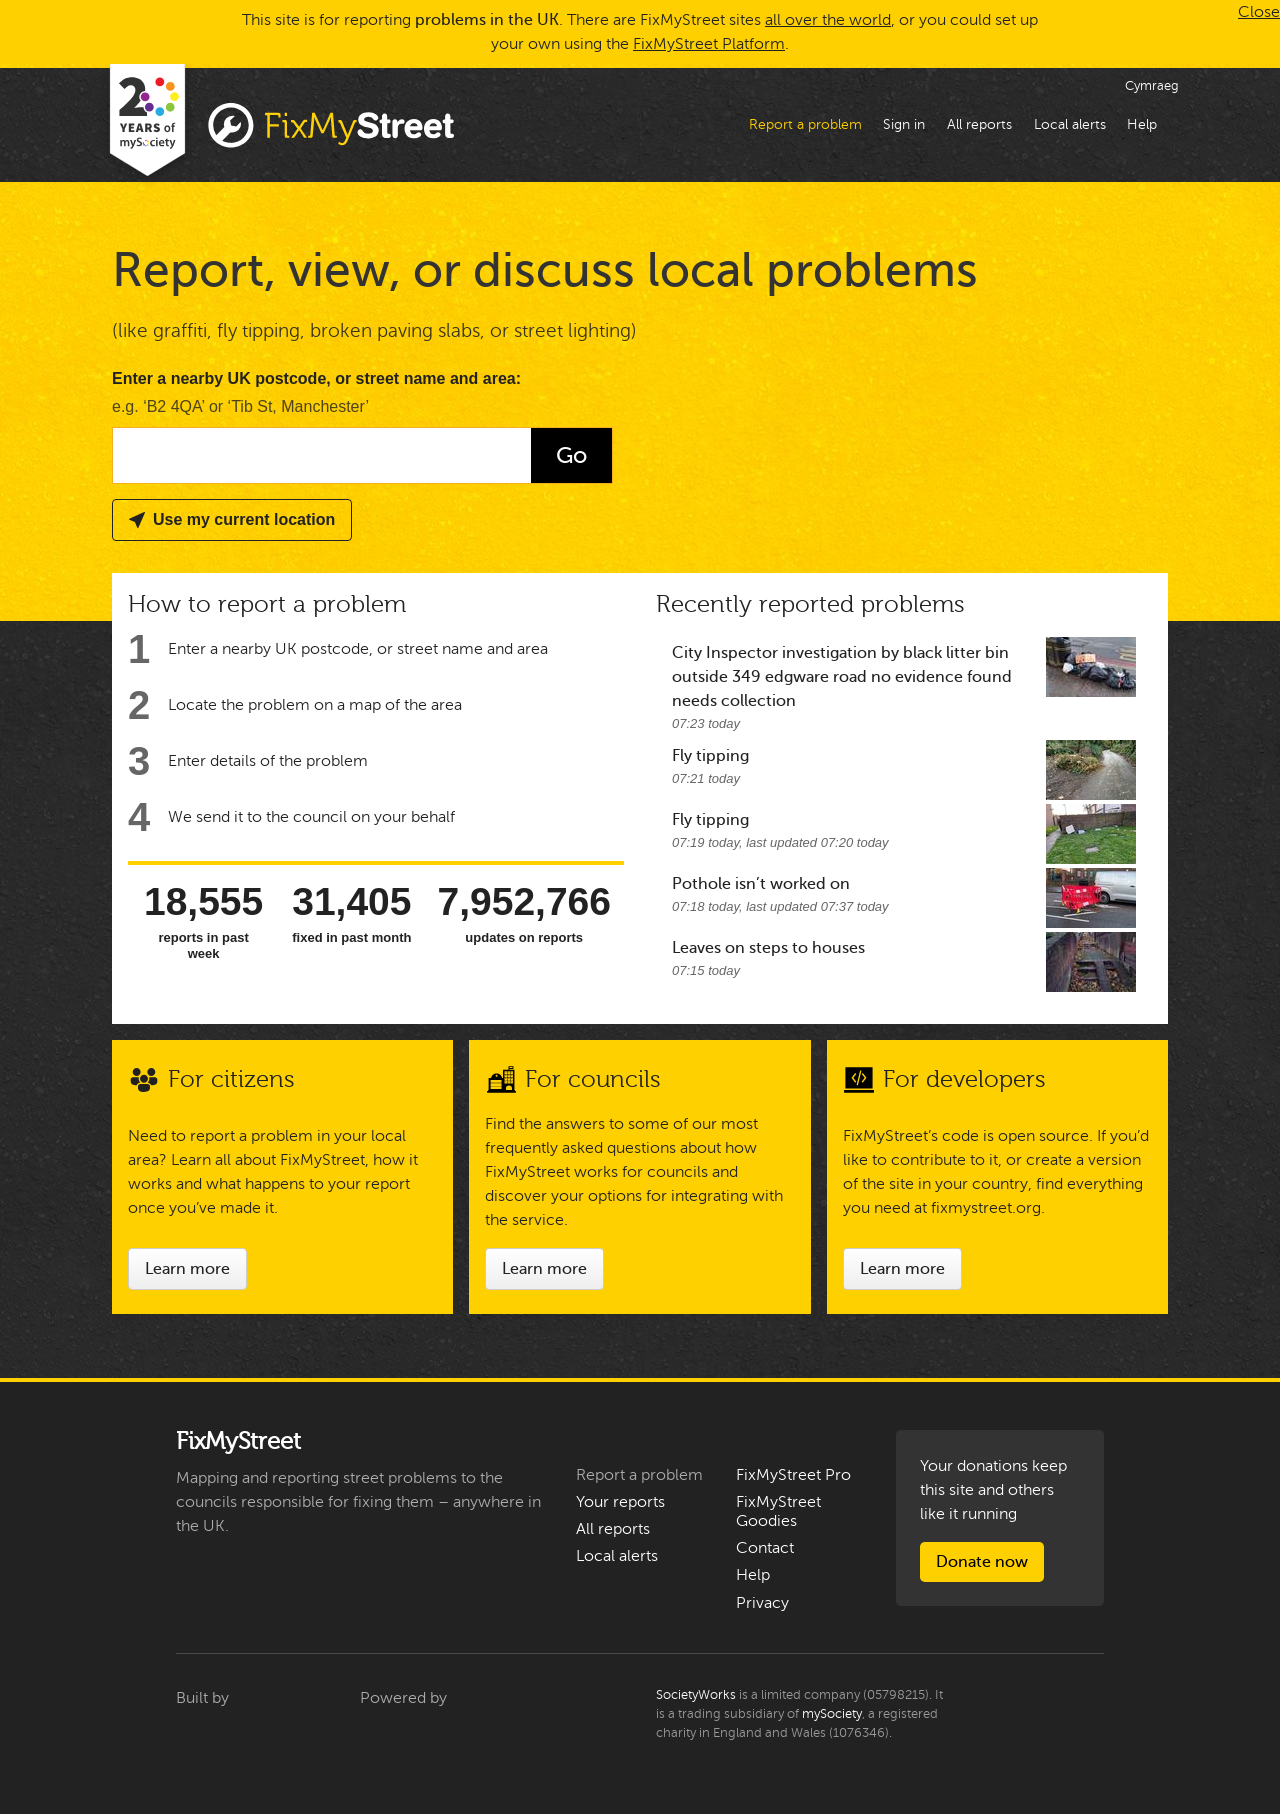 This site is for reporting problems in the UK. There are FixMyStreet sites all over the world, or you could set up
your own using the FixMyStreet Platform.
Close
20
YEARS of
mySociety
FixMyStreet
Cymraeg
Report a problem
Sign in
All reports
Local alerts
Help
Report, view, or discuss local problems
(like graffiti, fly tipping, broken paving slabs, or street lighting)
Enter a nearby UK postcode, or street name and area:
e.g. ‘B2 4QA’ or ‘Tib St, Manchester’
Go
Use my current location
How to report a problem
1 Enter a nearby UK postcode, or street name and area
2 Locate the problem on a map of the area
3 Enter details of the problem
4 We send it to the council on your behalf
18,555
reports in past
week
31,405
fixed in past month
7,952,766
updates on reports
Recently reported problems
City Inspector investigation by black litter bin
outside 349 edgware road no evidence found
needs collection
07:23 today
Fly tipping
07:21 today
Fly tipping
07:19 today, last updated 07:20 today
Pothole isn’t worked on
07:18 today, last updated 07:37 today
Leaves on steps to houses
07:15 today
For citizens
Need to report a problem in your local
area? Learn all about FixMyStreet, how it
works and what happens to your report
once you’ve made it.
Learn more
For councils
Find the answers to some of our most
frequently asked questions about how
FixMyStreet works for councils and
discover your options for integrating with
the service.
Learn more
For developers
FixMyStreet’s code is open source. If you’d
like to contribute to it, or create a version
of the site in your country, find everything
you need at fixmystreet.org.
Learn more
FixMyStreet
Mapping and reporting street problems to the
councils responsible for fixing them – anywhere in
the UK.
Report a problem
Your reports
All reports
Local alerts
FixMyStreet Pro
FixMyStreet
Goodies
Contact
Help
Privacy
Your donations keep
this site and others
like it running
Donate now
Built by
Powered by
SocietyWorks is a limited company (05798215). It
is a trading subsidiary of mySociety, a registered
charity in England and Wales (1076346).